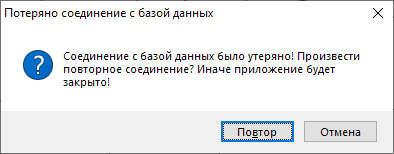 Потеряно соединение с базой данных
Соединение с базой данных было утеряно! Произвести
повторное соединение? Иначе приложение будет
закрыто!
Повтор
Отмена